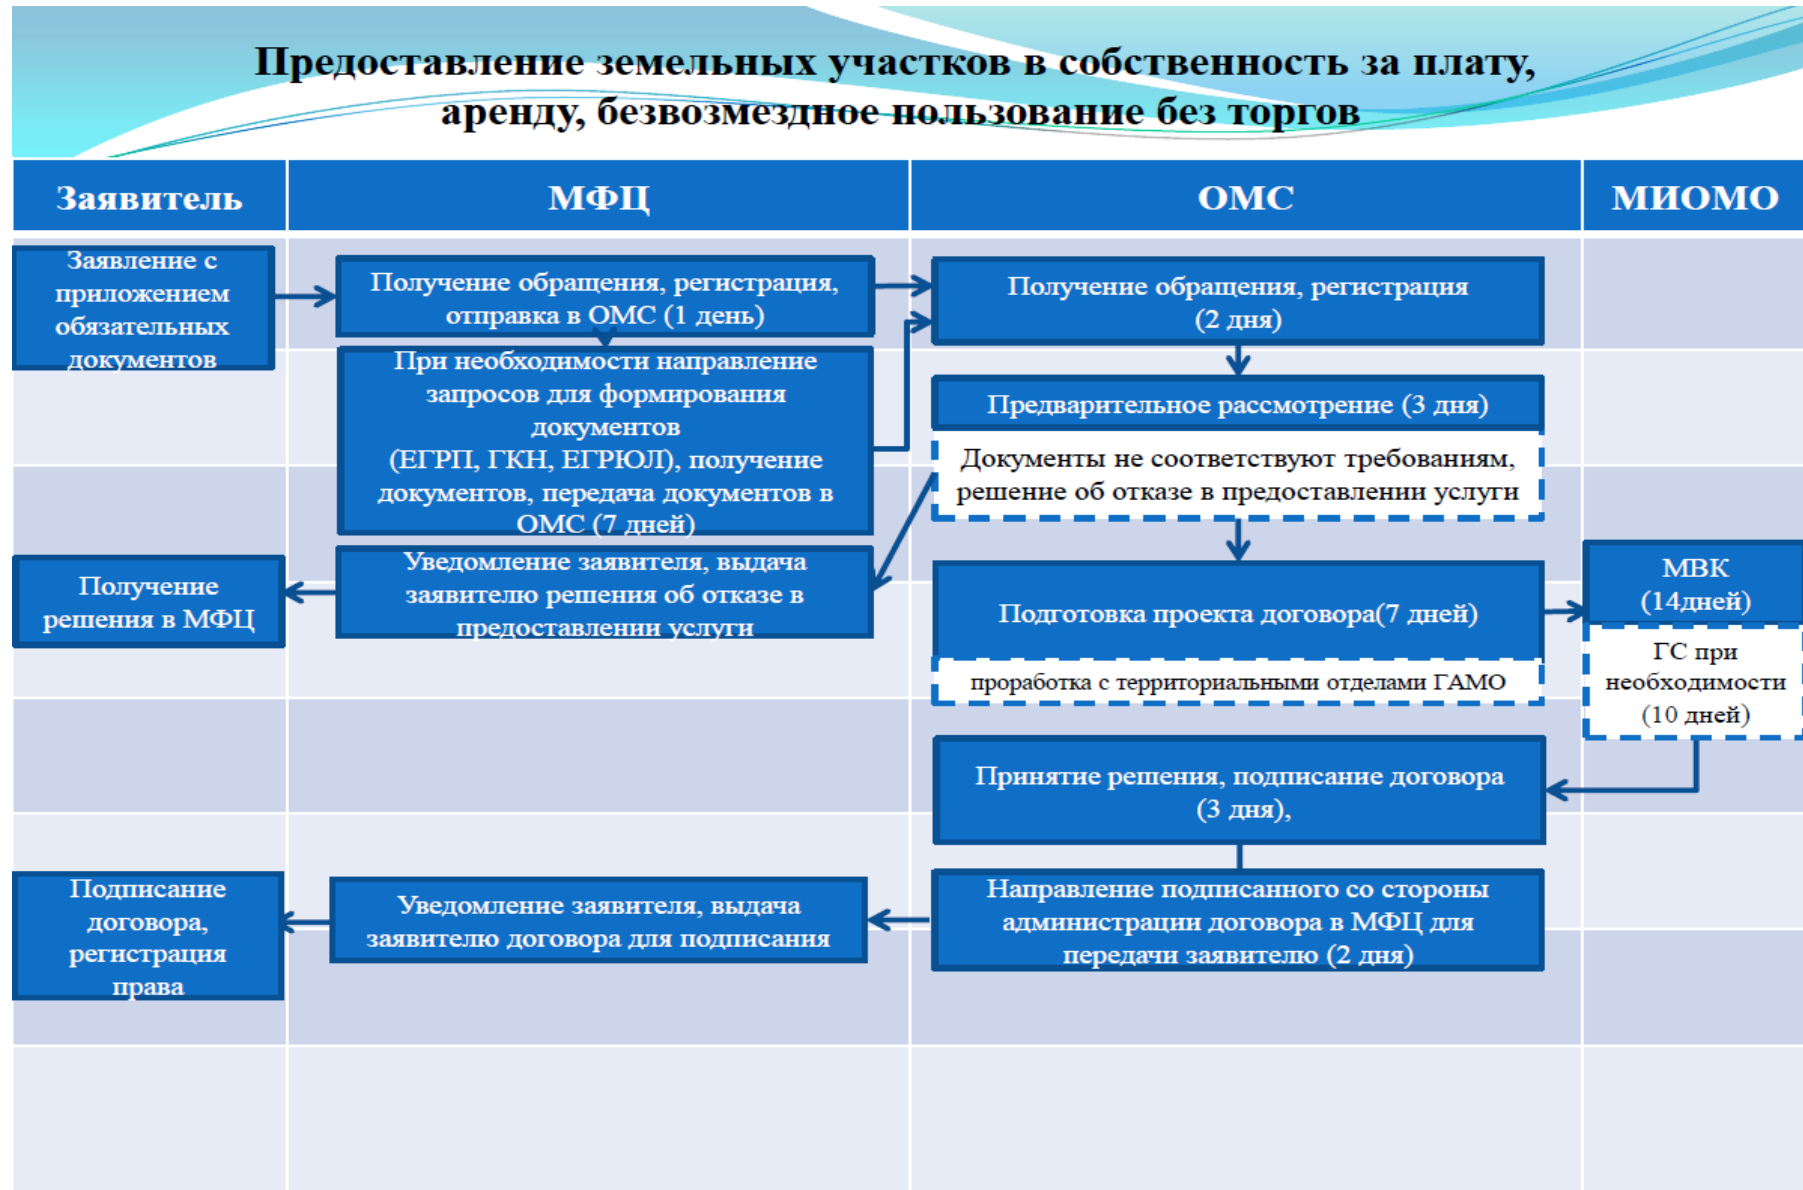 Предоставление земельных участков в собственность за плату,
аренду, безвозмездное пользование без торгов
Заявитель
МФЦ
ОМС
МИОМО
Заявление с
приложением
обязательных
документов
Получение обращения, регистрация,
отправка в ОМС (1 день)
Получение обращения, регистрация
(2 дня)
При необходимости направление
запросов для формирования
документов
(ЕГРП, ГКН, ЕГРЮЛ), получение
документов, передача документов в
ОМС (7 дней)
Предварительное рассмотрение (3 дня)
Документы не соответствуют требованиям,
решение об отказе в предоставлении услуги
Получение
решения в МФЦ
Уведомление заявителя, выдача
заявителю решения об отказе в
предоставлении услуги
Подготовка проекта договора(7 дней)
проработка с территориальными отделами ГАМО
МВК
(14дней)
ГС при
необходимости
(10 дней)
Принятие решения, подписание договора
(3 дня),
Подписание
договора,
регистрация
права
Уведомление заявителя, выдача
заявителю договора для подписания
Направление подписанного со стороны
администрации договора в МФЦ для
передачи заявителю (2 дня)